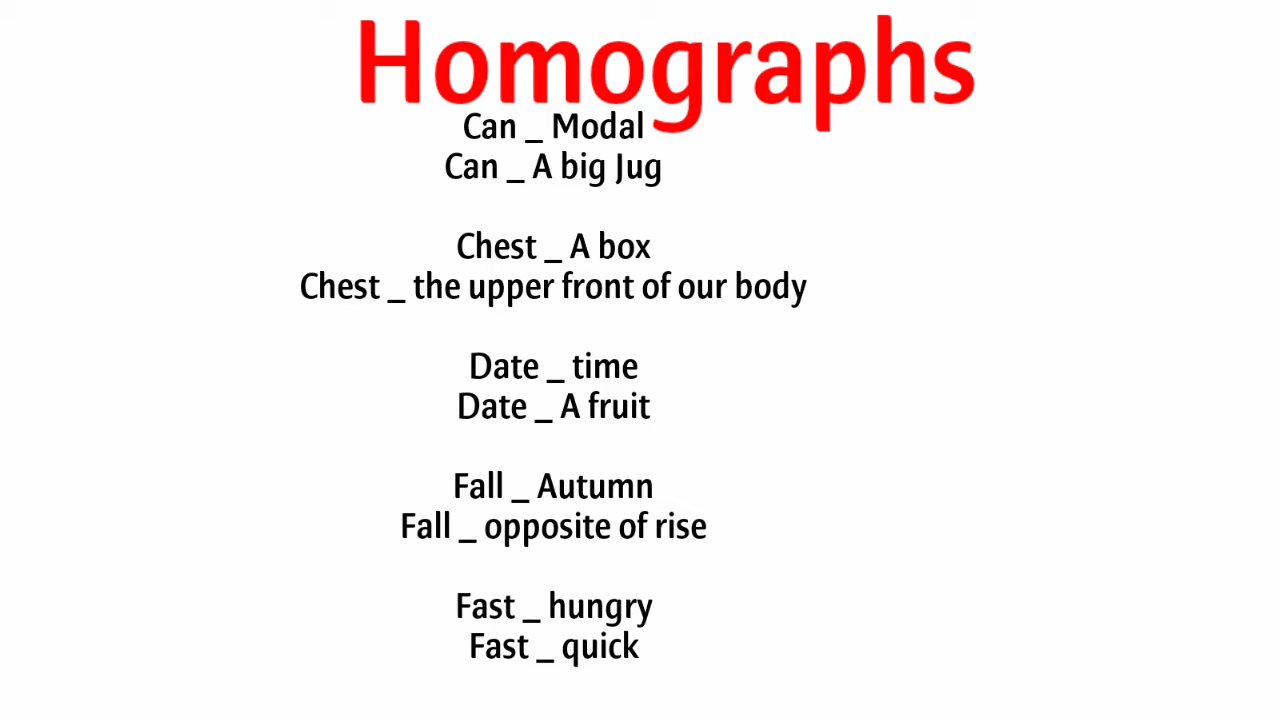 Homographs
Can _ Modal
Can _ A big Jug
Chest _ A box
Chest _ the upper front of our body
Date _ time
Date _ A fruit
Fall _ Autumn
Fall _ opposite of rise
Fast _ hungry
Fast _ quick